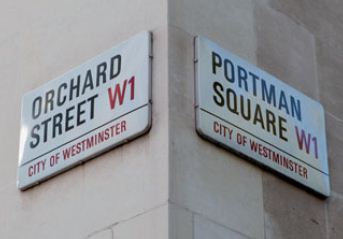 ORCHARD
STREET W1
CITY OF WESTMINSTER
PORTMAN
SQUARE W1
CITY OF WESTMINSTER